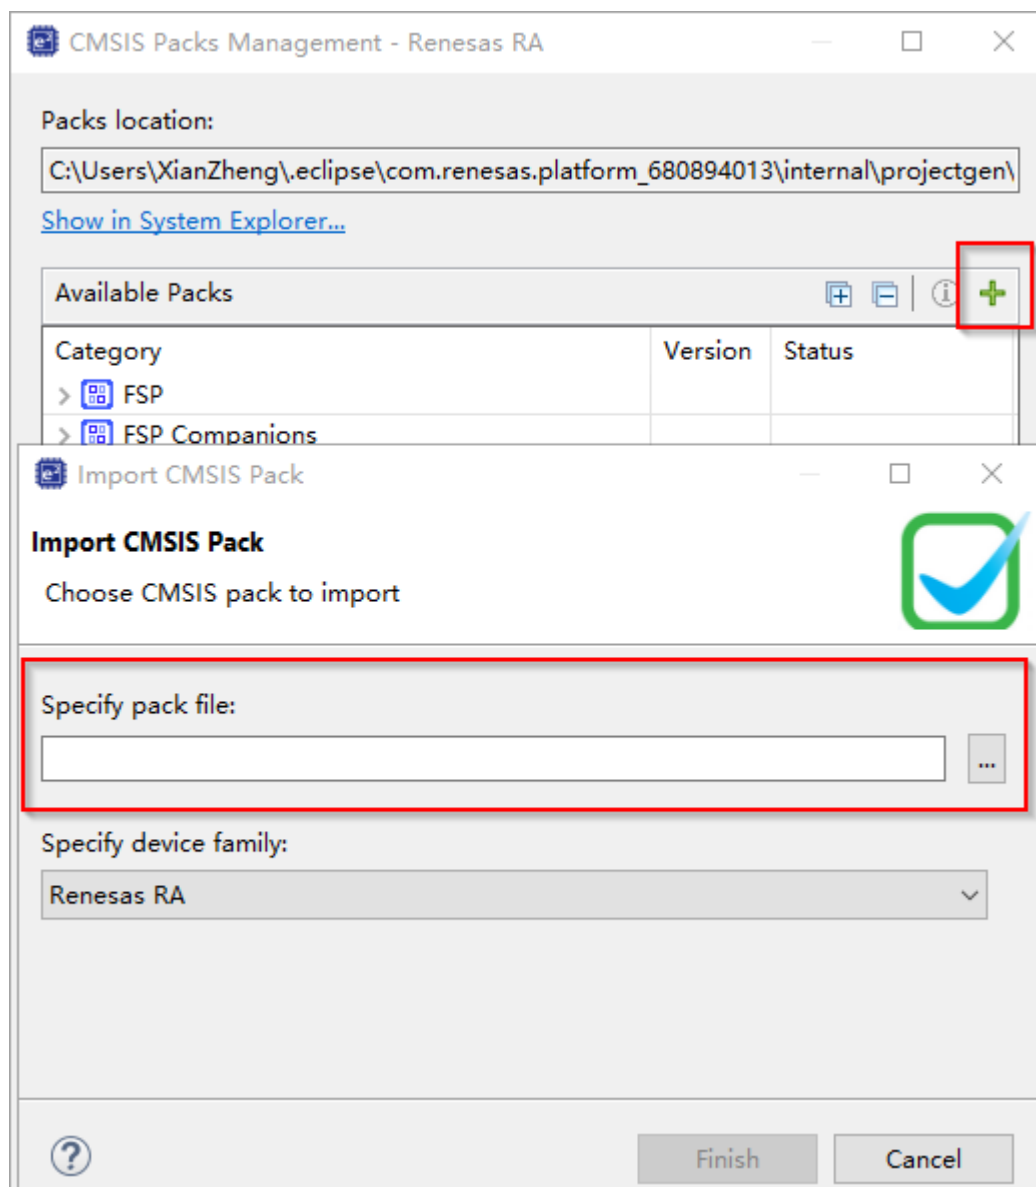 CMSIS Packs Management - Renesas RA
Packs location:
C:\Users\XianZheng\.eclipse\com.renesas.platform_680894013\internal\projectgen\
Show in System Explorer...
Available Packs
Category Version Status
FSP
FSP Companions
Import CMSIS Pack
Import CMSIS Pack
Choose CMSIS pack to import
Specify pack file:
...
Specify device family:
Renesas RA
Finish Cancel